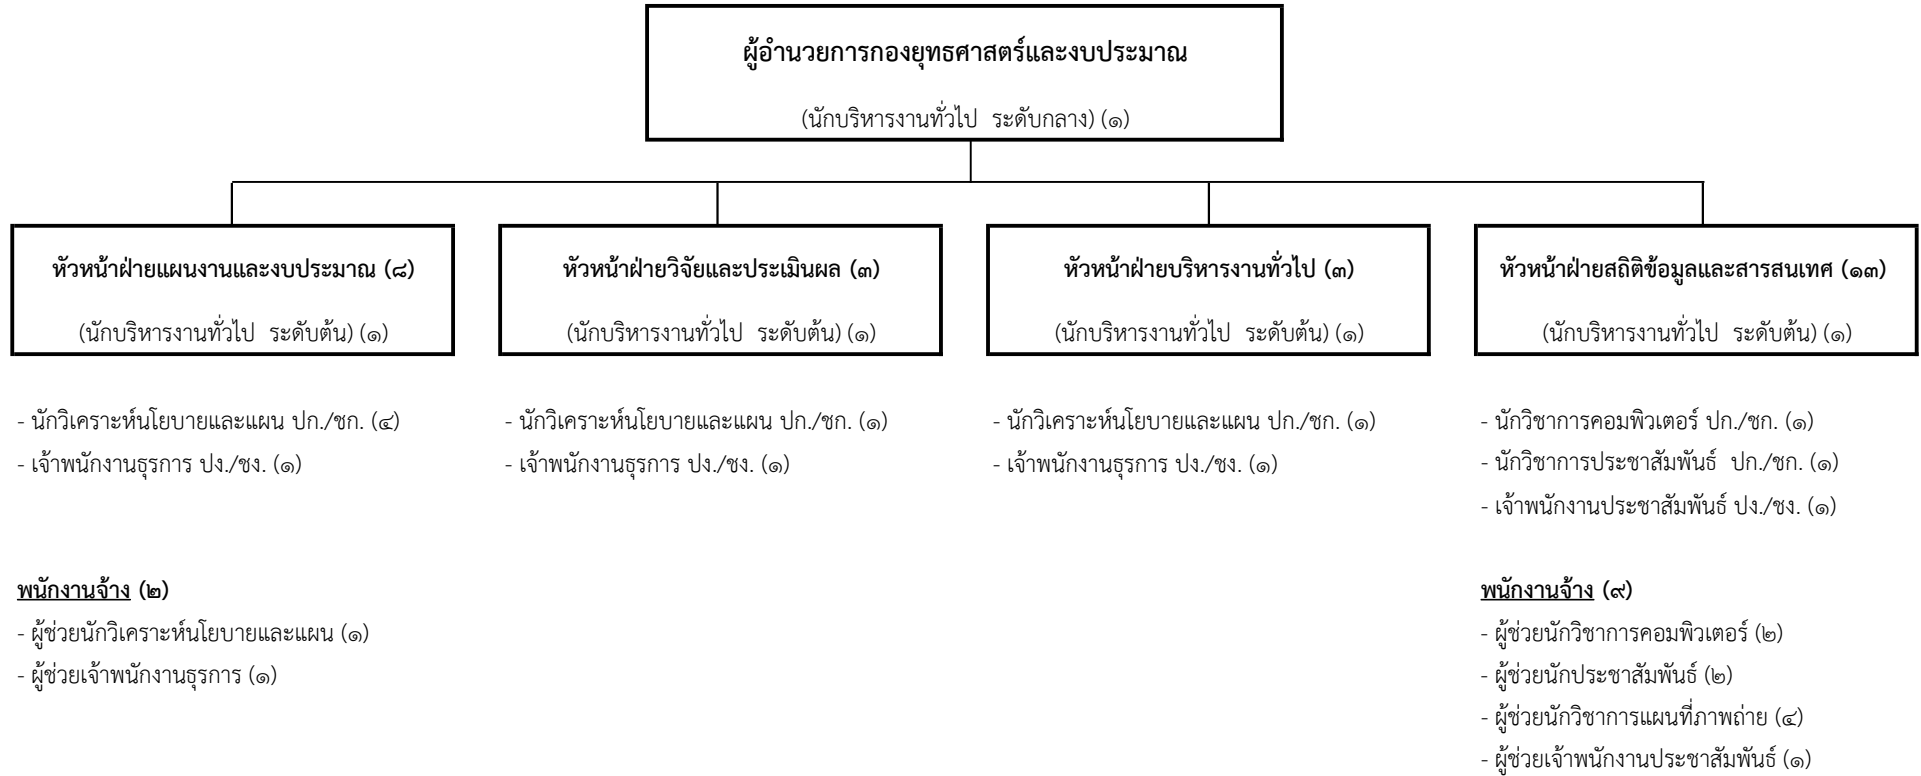 ผู้อำนวยการกองยุทธศาสตร์และงบประมาณ
(นักบริหารงานทั่วไป ระดับกลาง) (๑)
หัวหน้าฝ่ายแผนงานและงบประมาณ (๘)
(นักบริหารงานทั่วไป ระดับต้น) (๑)
- นักวิเคราะห์นโยบายและแผน ปก./ชก. (๔)
- เจ้าพนักงานธุรการ ปง./ชง. (๑)
พนักงานจ้าง (๒)
- ผู้ช่วยนักวิเคราะห์นโยบายและแผน (๑)
- ผู้ช่วยเจ้าพนักงานธุรการ (๑)
หัวหน้าฝ่ายวิจัยและประเมินผล (๓)
(นักบริหารงานทั่วไป ระดับต้น) (๑)
- นักวิเคราะห์นโยบายและแผน ปก./ชก. (๑)
- เจ้าพนักงานธุรการ ปง./ชง. (๑)
หัวหน้าฝ่ายบริหารงานทั่วไป (๓)
(นักบริหารงานทั่วไป ระดับต้น) (๑)
- นักวิเคราะห์นโยบายและแผน ปก./ชก. (๑)
- เจ้าพนักงานธุรการ ปง./ชง. (๑)
หัวหน้าฝ่ายสถิติข้อมูลและสารสนเทศ (๑๓)
(นักบริหารงานทั่วไป ระดับต้น) (๑)
- นักวิชาการคอมพิวเตอร์ ปก./ชก. (๑)
- นักวิชาการประชาสัมพันธ์ ปก./ชก. (๑)
- เจ้าพนักงานประชาสัมพันธ์ ปง./ชง. (๑)
พนักงานจ้าง (๙)
- ผู้ช่วยนักวิชาการคอมพิวเตอร์ (๒)
- ผู้ช่วยนักประชาสัมพันธ์ (๒)
- ผู้ช่วยนักวิชาการแผนที่ภาพถ่าย (๔)
- ผู้ช่วยเจ้าพนักงานประชาสัมพันธ์ (๑)